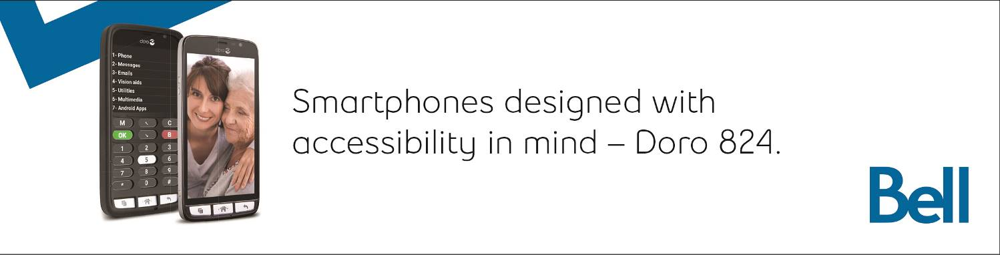 doro
1- Phone
2- Messages
3- Emails
4- Vision aids
5- Utilities
6- Multimedia
7- Android Apps
M C
OK B
1 2 3
4 5 6
7 8 9
* 0 #
doro
Smartphones designed with
accessibility in mind – Doro 824.
Bell